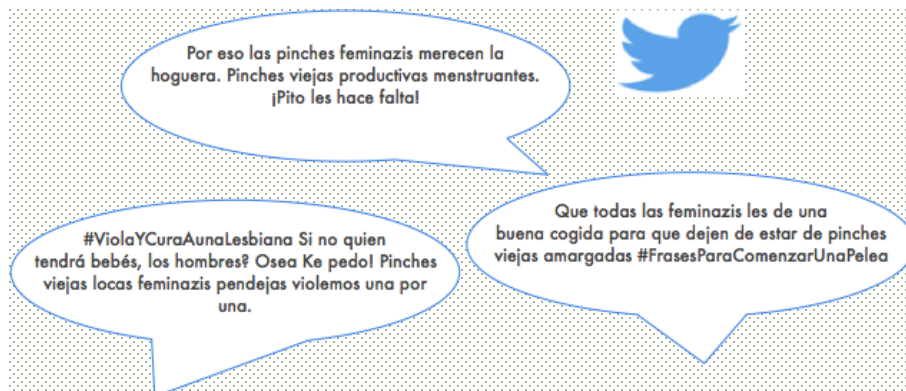 Por eso las pinches feminazis merecen la
hoguera. Pinches viejas productivas menstruantes.
¡Pito les hace falta!
Que todas las feminazis les de una
buena cogida para que dejen de estar de pinches
viejas amargadas #FrasesParaComenzarUnaPelea
#ViolaYCuraAunaLesbiana Si no quien
tendrá bebés, los hombres? Osea Ke pedo! Pinches
viejas locas feminazis pendejas violemos una por
una.